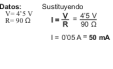 Datos:
V= 4'5 V
R= 90 Ω
Sustituyendo
I = V / R = 4'5 V / 90 Ω
I = 0'05 A = 50 mA